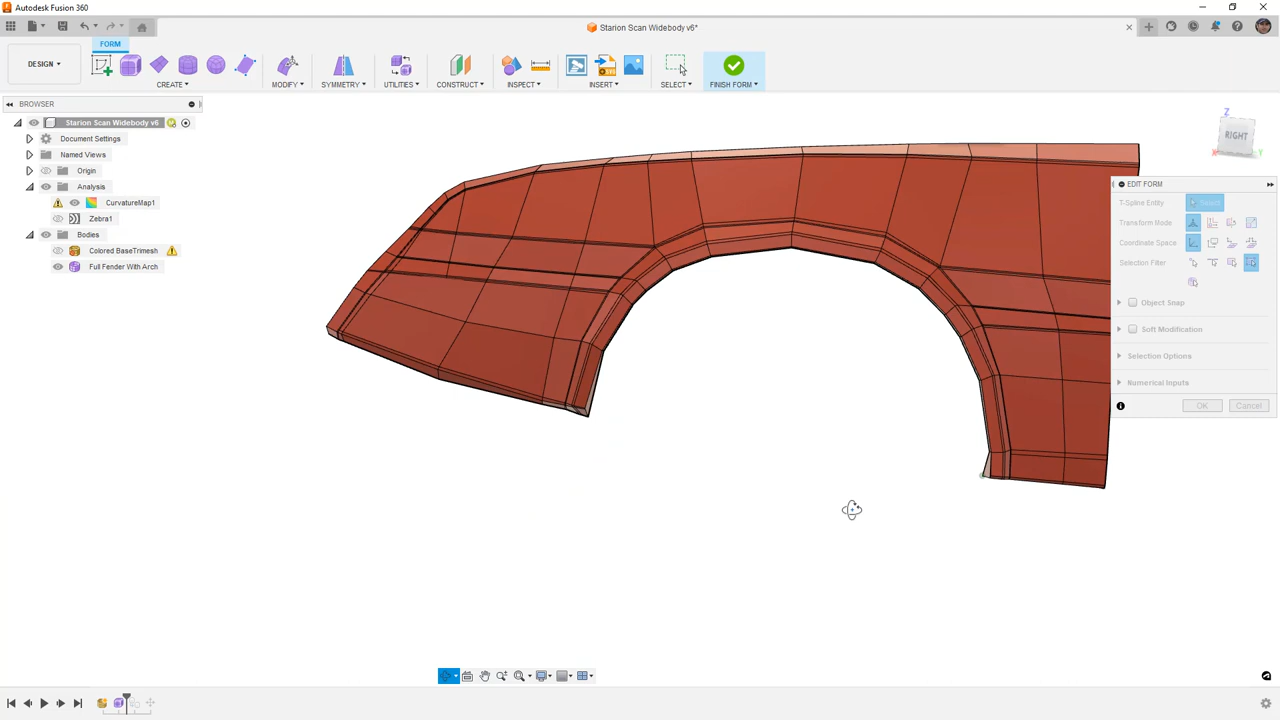 Autodesk Fusion 360
Starion Scan Widebody v6*
FORM
DESIGN
CREATE
MODIFY
SYMMETRY
UTILITIES
CONSTRUCT
INSPECT
INSERT
SELECT
FINISH FORM
BROWSER
Starion Scan Widebody v6
Document Settings
Named Views
Origin
Analysis
CurvatureMap1
Zebra1
Bodies
Colored BaseTrimesh
Full Fender With Arch
Z
RIGHT
X
Y
EDIT FORM
T-Spline Entity
Select
Transform Mode
Coordinate Space
Selection Filter
Object Snap
Soft Modification
Selection Options
Numerical Inputs
OK
Cancel